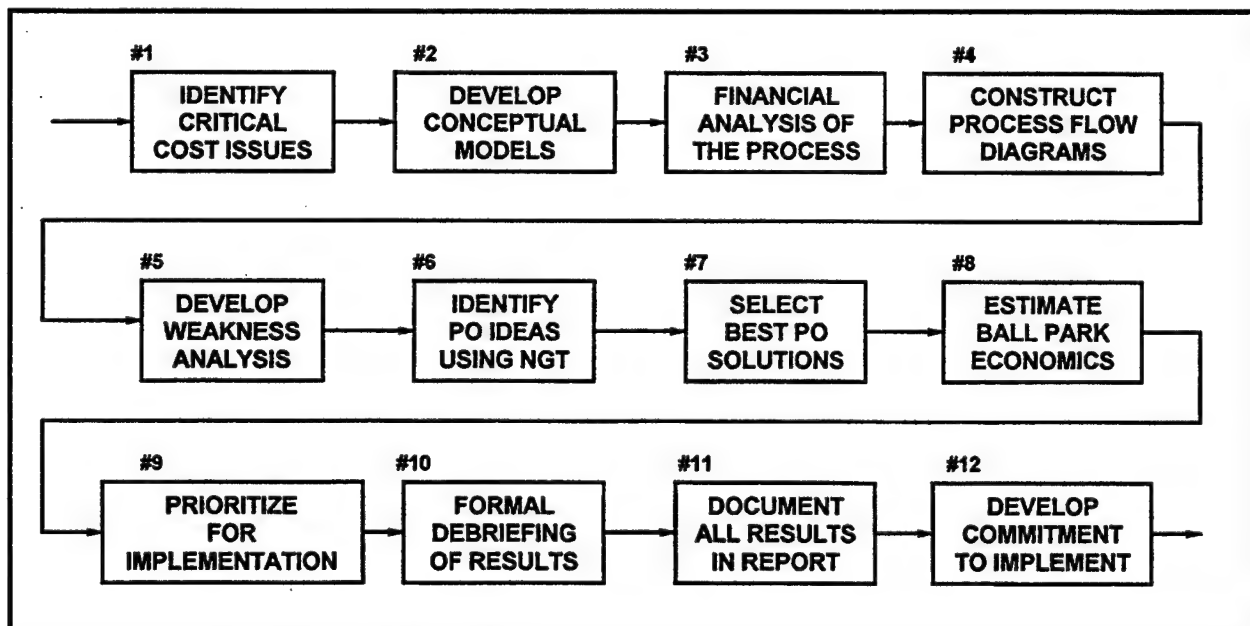 #1
IDENTIFY
CRITICAL
COST ISSUES
#2
DEVELOP
CONCEPTUAL
MODELS
#3
FINANCIAL
ANALYSIS OF
THE PROCESS
#4
CONSTRUCT
PROCESS FLOW
DIAGRAMS
#5
DEVELOP
WEAKNESS
ANALYSIS
#6
IDENTIFY
PO IDEAS
USING NGT
#7
SELECT
BEST PO
SOLUTIONS
#8
ESTIMATE
BALL PARK
ECONOMICS
#9
PRIORITIZE
FOR
IMPLEMENTATION
#10
FORMAL
DEBRIEFING
OF RESULTS
#11
DOCUMENT
ALL RESULTS
IN REPORT
#12
DEVELOP
COMMITMENT
TO IMPLEMENT